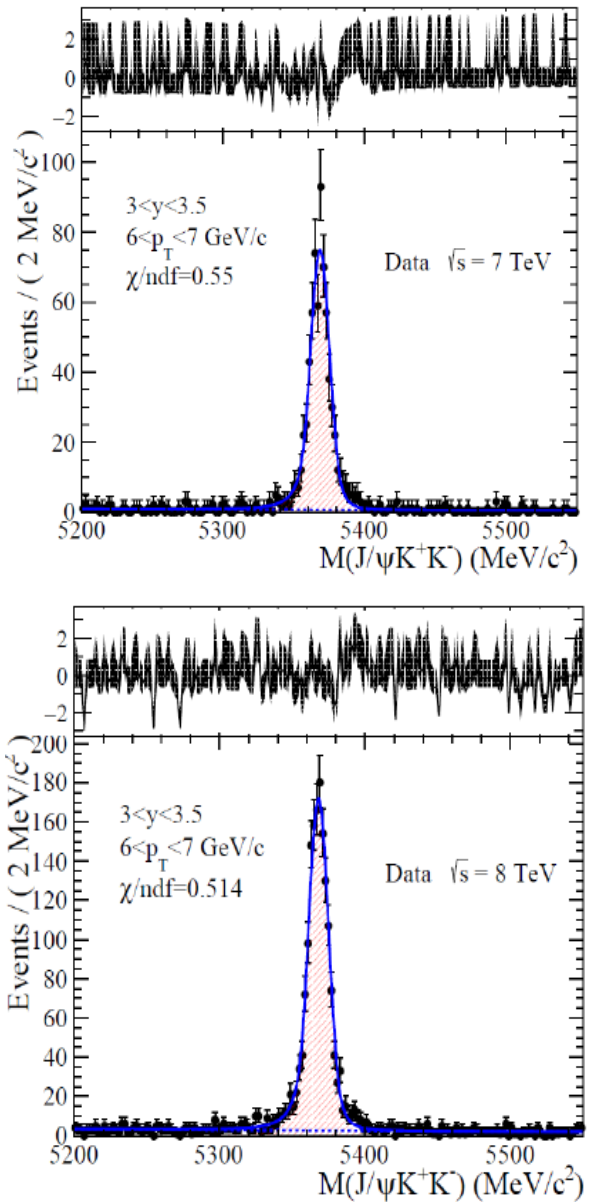 2
0
−2
Events / ( 2 MeV/c² )
100
80
60
40
20
0
3<y<3.5
6<p_T<7 GeV/c
χ/ndf=0.55
Data √s = 7 TeV
5200 5300 5400 5500
M(J/ψK⁺K⁻) (MeV/c²)
2
0
−2
Events / ( 2 MeV/c² )
200
180
160
140
120
100
80
60
40
20
0
3<y<3.5
6<p_T<7 GeV/c
χ/ndf=0.514
Data √s = 8 TeV
5200 5300 5400 5500
M(J/ψK⁺K⁻) (MeV/c²)